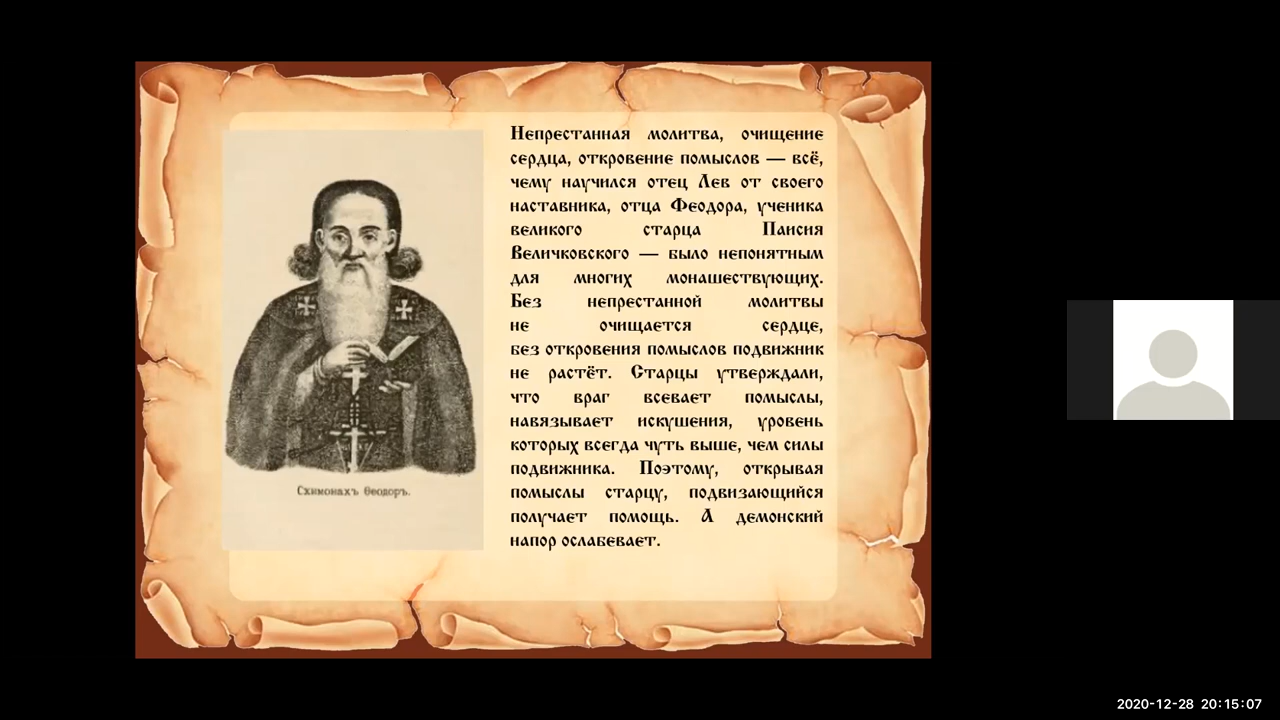 Непрестанная молитва, очищение
сердца, откровение помыслов — всё,
чему научился отец Лев от своего
наставника, отца Феодора, ученика
великого старца Паисия
Величковского — было непонятным
для многих монашествующих.
Без непрестанной молитвы
не очищается сердце,
без откровения помыслов подвижник
не растёт. Старцы утверждали,
что враг всевает помыслы,
навязывает искушения, уровень
которых всегда чуть выше, чем силы
подвижника. Поэтому, открывая
помыслы старцу, подвизающийся
получает помощь. А демонский
напор ослабевает.
Схимонахъ Ѳеодоръ.
2020-12-28 20:15:07